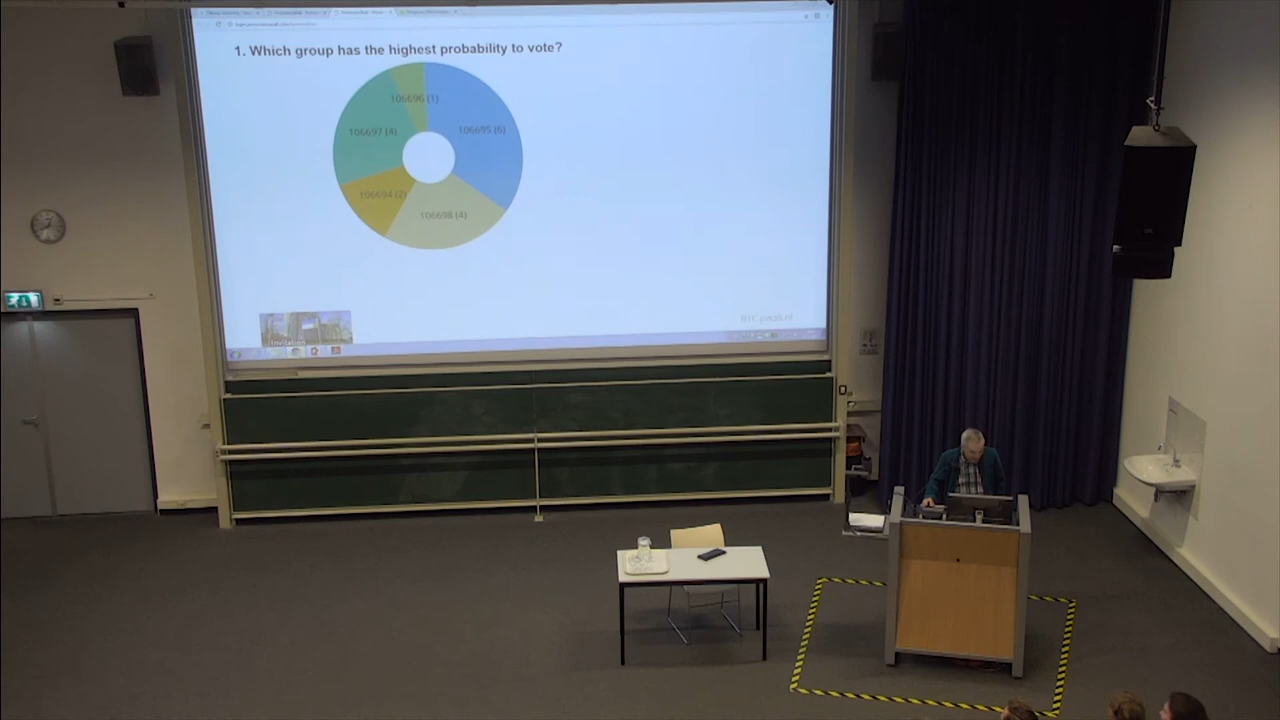 1. Which group has the highest probability to vote?
106696 (1)
106697 (4)
106695 (6)
106694 (2)
106698 (4)
Invitation